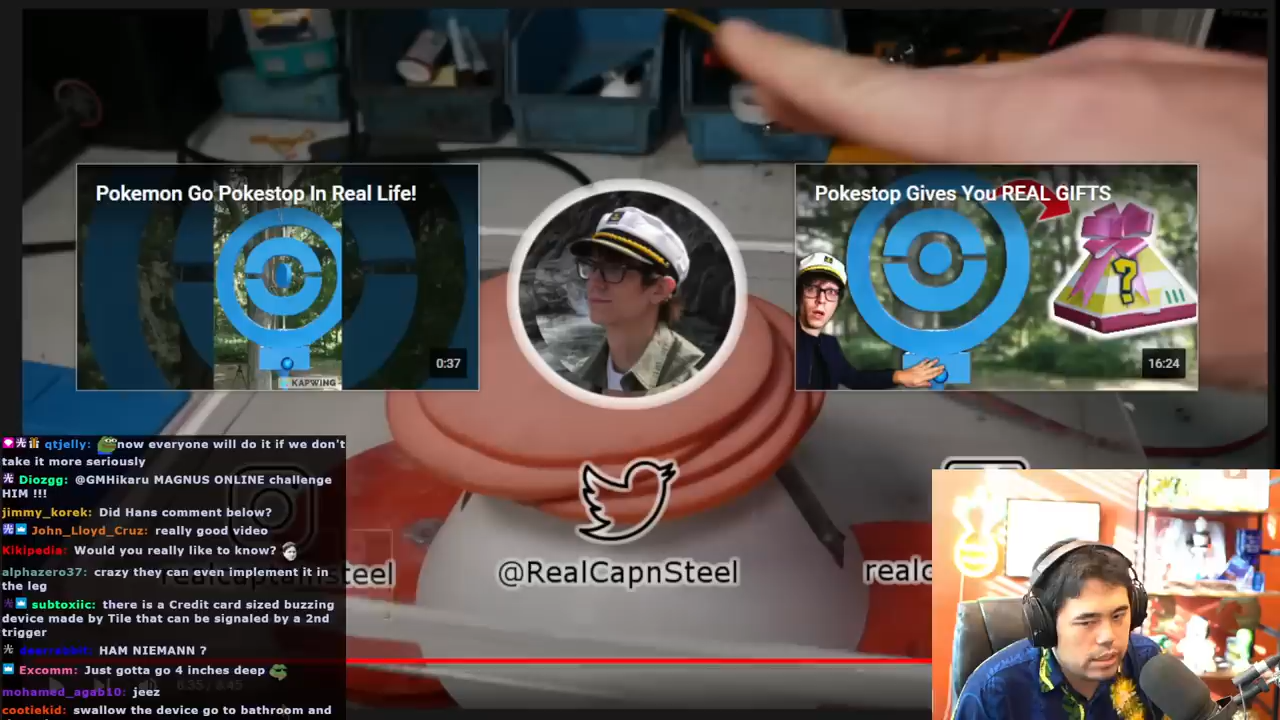 Pokemon Go Pokestop In Real Life!
0:37
KAPWING
Pokestop Gives You REAL GIFTS
?
16:24
@RealCapnSteel
qtjelly: now everyone will do it if we don't
take it more seriously
Diozgg: @GMHikaru MAGNUS ONLINE challenge
HIM !!!
jimmy_korek: Did Hans comment below?
John_Lloyd_Cruz: really good video
Kikipedia: Would you really like to know?
alphazero37: crazy they can even implement it in
the leg
subtoxiic: there is a Credit card sized buzzing
device made by Tile that can be signaled by a 2nd
trigger
HAM NIEMANN ?
Excomm: Just gotta go 4 inches deep
mohamed_agab10: jeez
cootiekid: swallow the device go to bathroom and